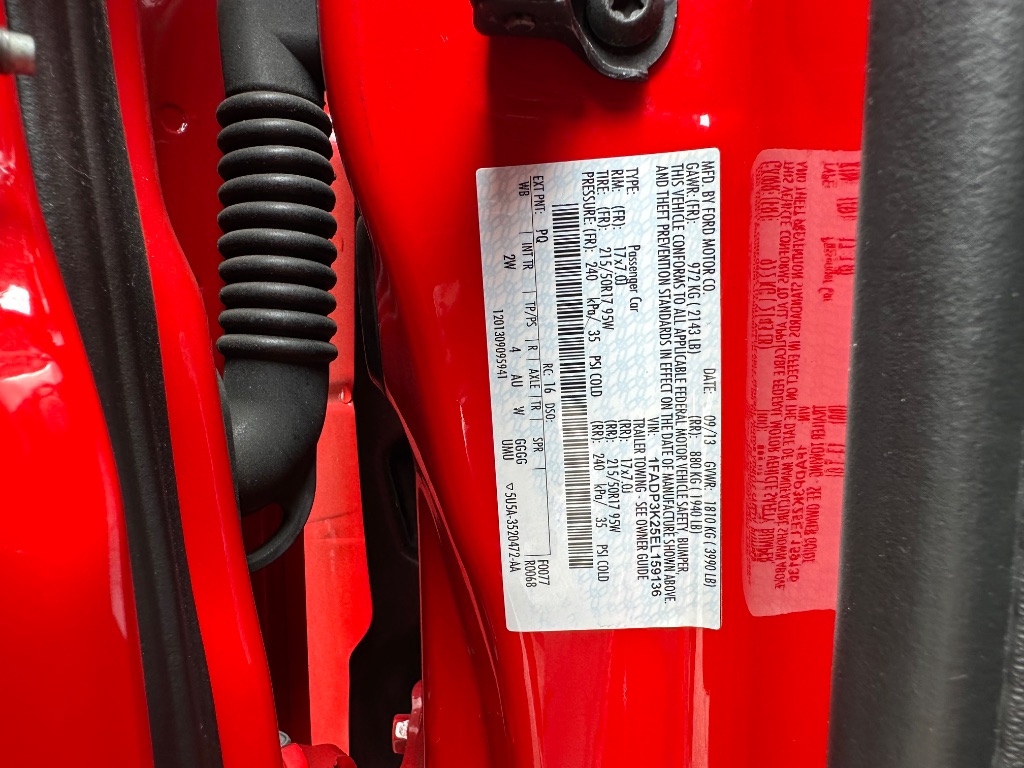 MFD. BY FORD MOTOR CO.
DATE: 09/13 GVWR: 1810 KG ( 3990 LB)
GAWR: (FR): 972 KG ( 2143 LB) (RR): 880 KG ( 1940 LB)
THIS VEHICLE CONFORMS TO ALL APPLICABLE FEDERAL MOTOR VEHICLE SAFETY, BUMPER
AND THEFT PREVENTION STANDARDS IN EFFECT ON THE DATE OF MANUFACTURE SHOWN ABOVE.
VIN: 1FADP3K25EL159136
TYPE: Passenger Car TRAILER TOWING - SEE OWNER GUIDE
RIM: (FR) 17x7.0J (RR): 17x7.0J
TIRE: (FR) 215/50R17 95W (RR): 215/50R17 95W
PRESSURE: (FR): 240 kPa/ 35 PSI COLD (RR): 240 kPa/ 35 PSI COLD
RC: 16 DSO: F0077
EXT PNT: PQ R0068
INT TR TP/PS R AXLE TR SPR
WB 2W 4 AU W GGGG UMU
1201309095941 ▽5U5A-3520472-AA